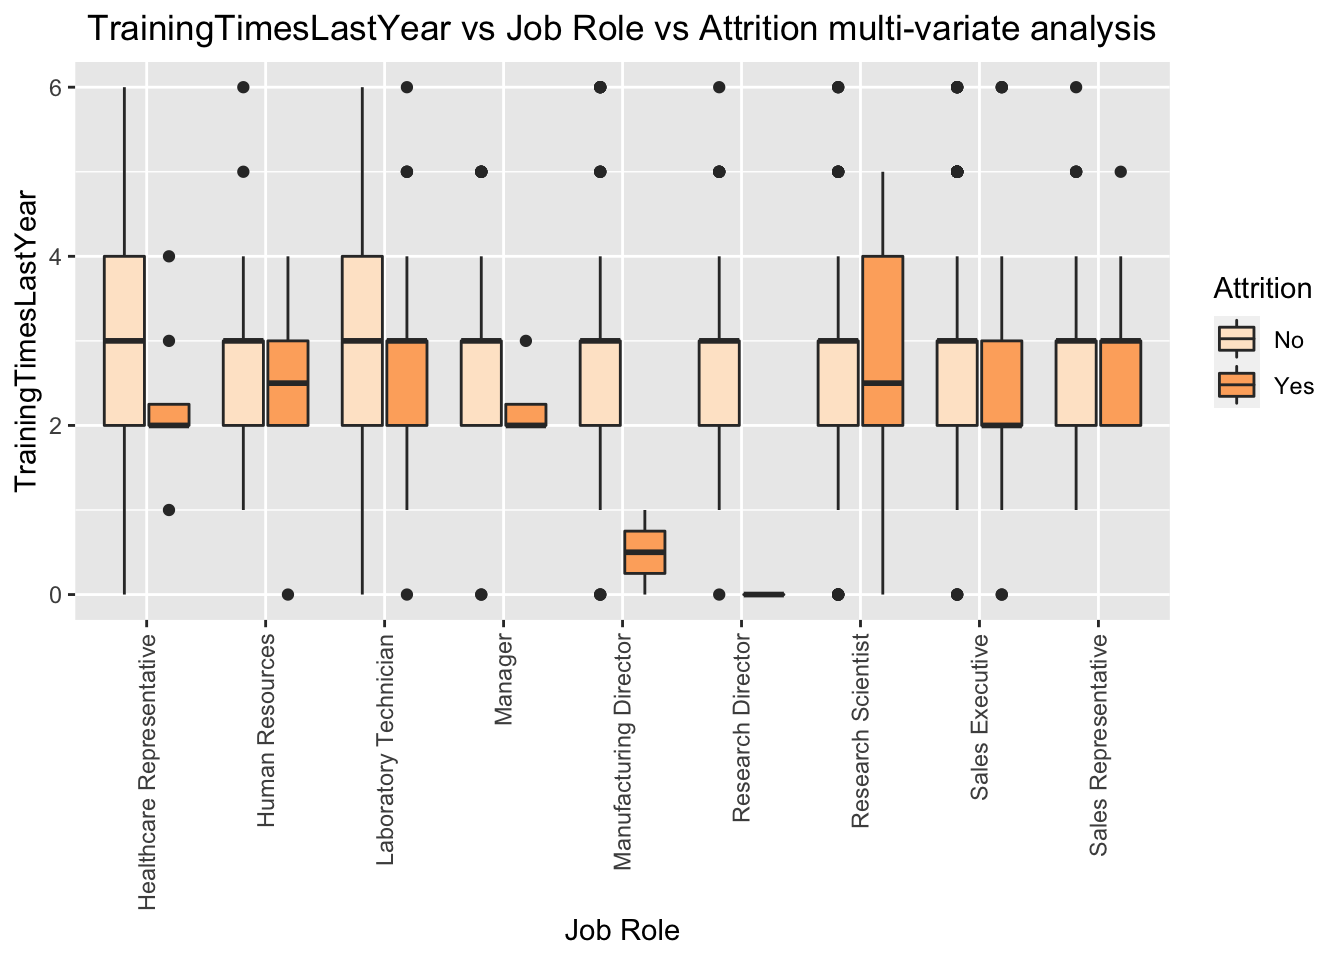 TrainingTimesLastYear vs Job Role vs Attrition multi-variate analysis
TrainingTimesLastYear
6
4
2
0
Healthcare Representative
Human Resources
Laboratory Technician
Manager
Manufacturing Director
Research Director
Research Scientist
Sales Executive
Sales Representative
Job Role
Attrition
No
Yes